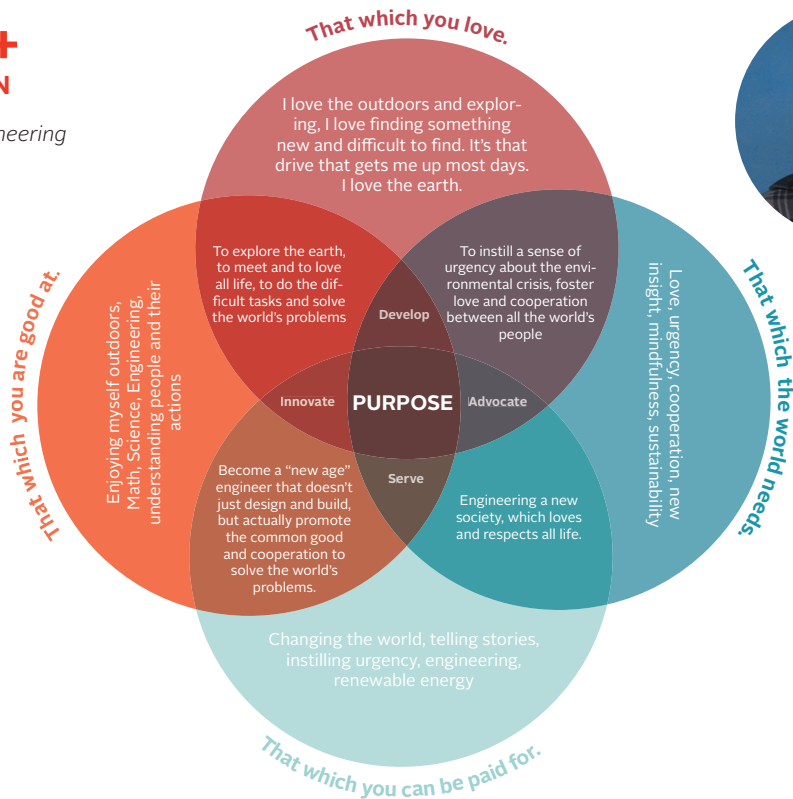 That which you love.
N
neering
I love the outdoors and explor-
ing, I love finding something
new and difficult to find. It's that
drive that gets me up most days.
I love the earth.
To explore the earth,
to meet and to love
all life, to do the dif-
ficult tasks and solve
the world's problems
To instill a sense of
urgency about the envi-
ronmental crisis, foster
love and cooperation
between all the world's
people
Develop
That which you are good at.
Enjoying myself outdoors,
Math, Science, Engineering,
understanding people and their
actions
Innovate
PURPOSE
Advocate
Love, urgency, cooperation, new
insight, mindfulness, sustainability
That which the world needs.
Serve
Become a “new age”
engineer that doesn't
just design and build,
but actually promote
the common good
and cooperation to
solve the world's
problems.
Engineering a new
society, which loves
and respects all life.
Changing the world, telling stories,
instilling urgency, engineering,
renewable energy
That which you can be paid for.